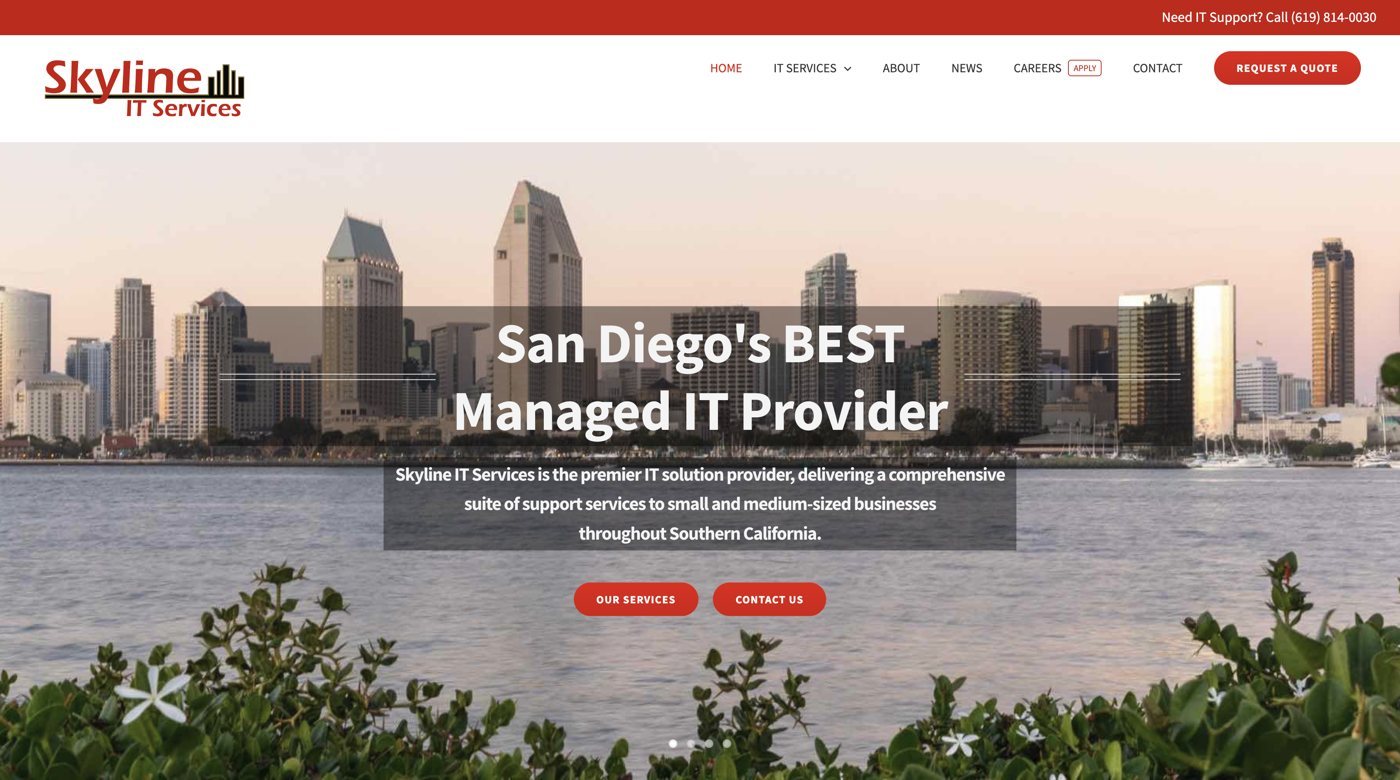 Need IT Support? Call (619) 814-0030
Skyline
IT Services
HOME IT SERVICES ABOUT NEWS CAREERS APPLY CONTACT REQUEST A QUOTE
San Diego's BEST
Managed IT Provider
Skyline IT Services is the premier IT solution provider, delivering a comprehensive
suite of support services to small and medium-sized businesses
throughout Southern California.
OUR SERVICES CONTACT US